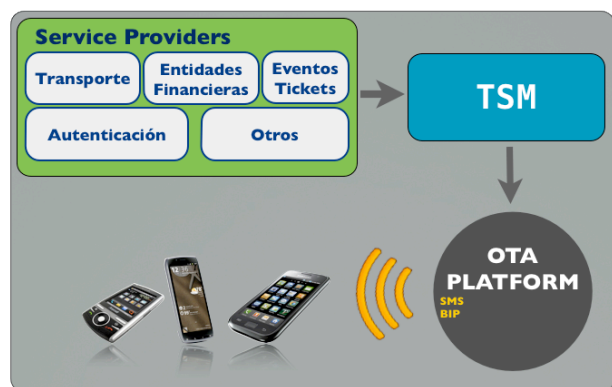 Service Providers
Transporte
Entidades
Financieras
Eventos
Tickets
Autenticación
Otros
TSM
OTA
PLATFORM
SMS
BIP